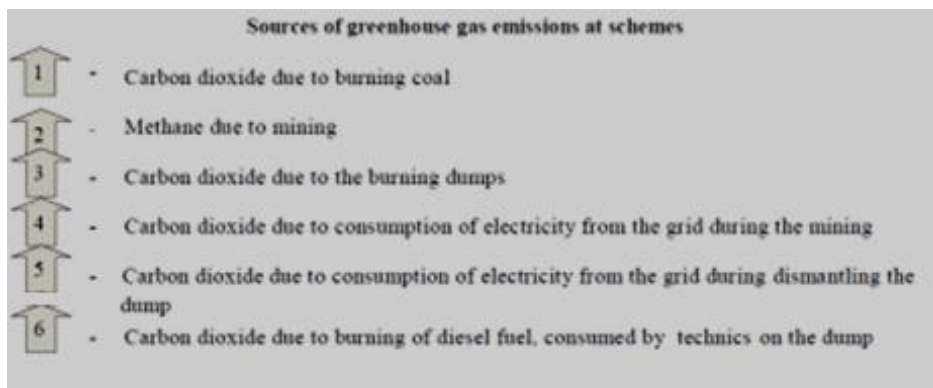 Sources of greenhouse gas emissions at schemes
1 - Carbon dioxide due to burning coal
2 - Methane due to mining
3 - Carbon dioxide due to the burning dumps
4 - Carbon dioxide due to consumption of electricity from the grid during the mining
5 - Carbon dioxide due to consumption of electricity from the grid during dismantling the
dump
6 - Carbon dioxide due to burning of diesel fuel, consumed by technics on the dump